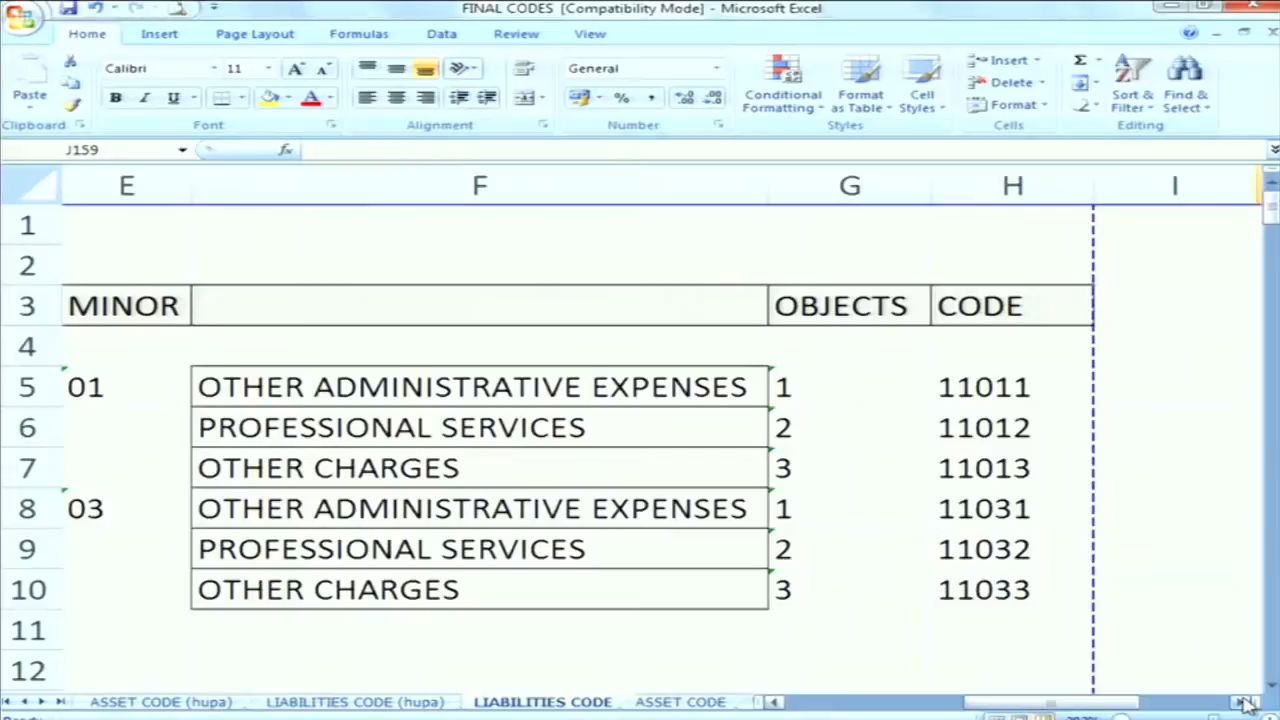 FINAL CODES [Compatibility Mode] - Microsoft Excel
Home Insert Page Layout Formulas Data Review View
Paste
Calibri 11
B I U
General
Conditional Formatting
Format as Table
Cell Styles
Insert
Delete
Format
Sort & Filter
Find & Select
Clipboard Font Alignment Number Styles Cells Editing
J159 fx
E F G H I
1
2
3 MINOR OBJECTS CODE
4
5 01 OTHER ADMINISTRATIVE EXPENSES 1 11011
6 PROFESSIONAL SERVICES 2 11012
7 OTHER CHARGES 3 11013
8 03 OTHER ADMINISTRATIVE EXPENSES 1 11031
9 PROFESSIONAL SERVICES 2 11032
10 OTHER CHARGES 3 11033
11
12
ASSET CODE (hupa) LIABILITIES CODE (hupa) LIABILITIES CODE ASSET CODE